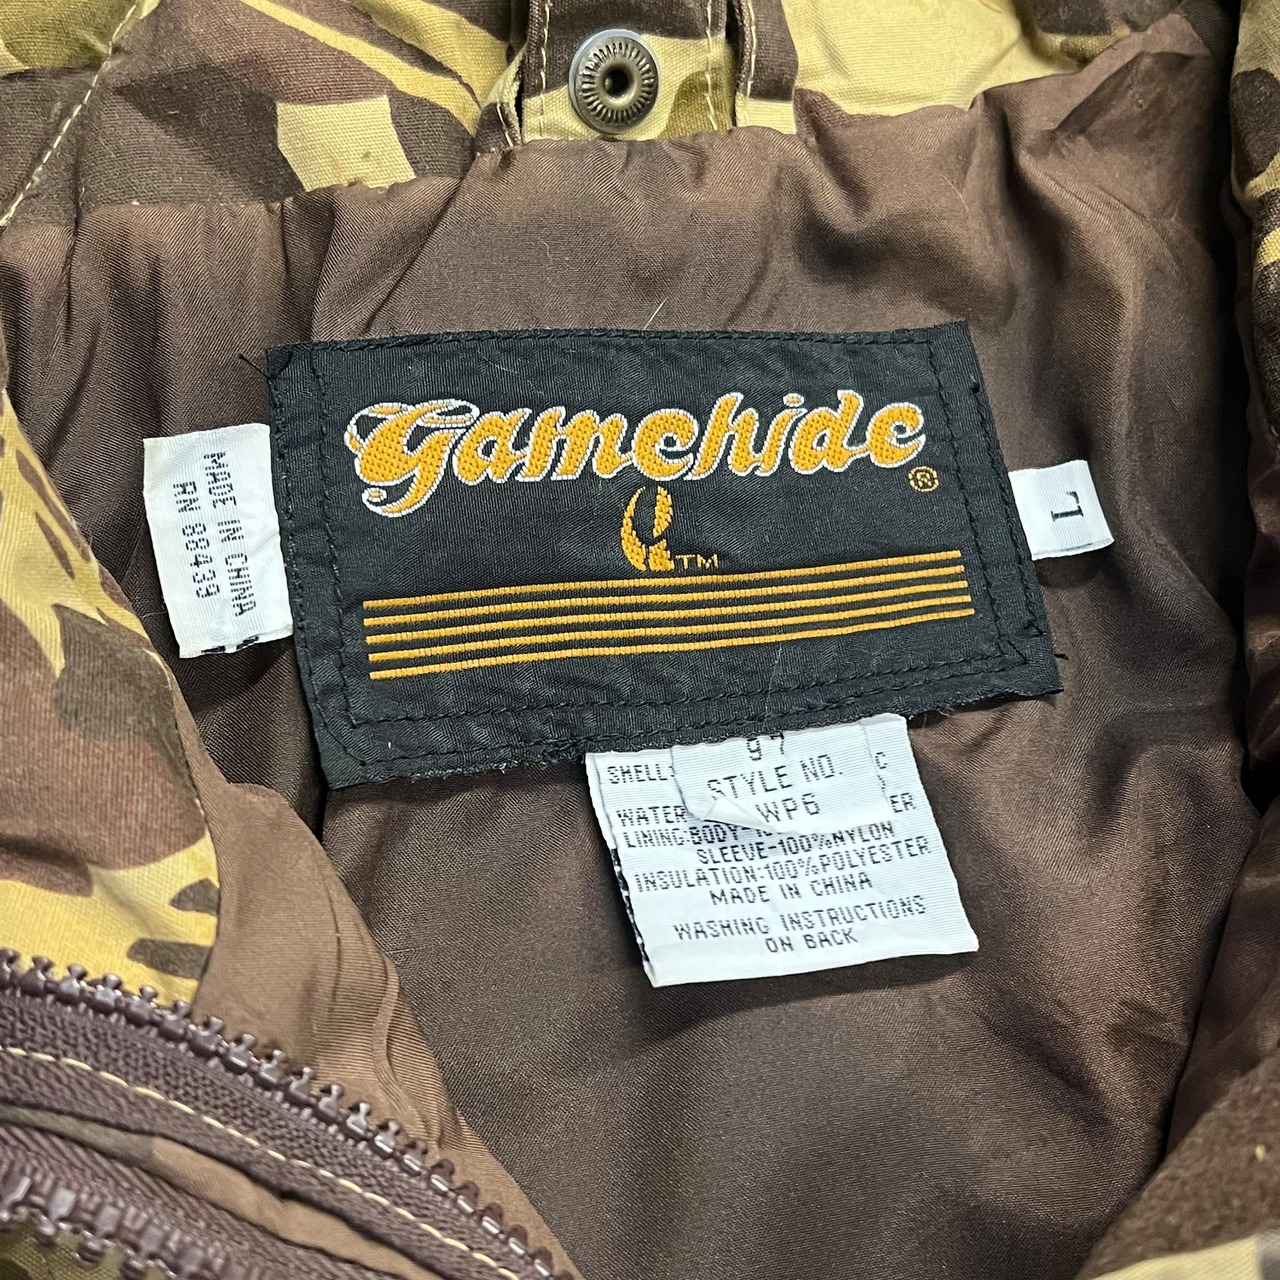 Gamehide
®
TM
MADE IN CHINA
RN 88439
L
97
STYLE NO.
WP6
SHELL:
C
WATER
ER
LINING:BODY-
SLEEVE-100%NYLON
INSULATION:100%POLYESTER
MADE IN CHINA
WASHING INSTRUCTIONS
ON BACK